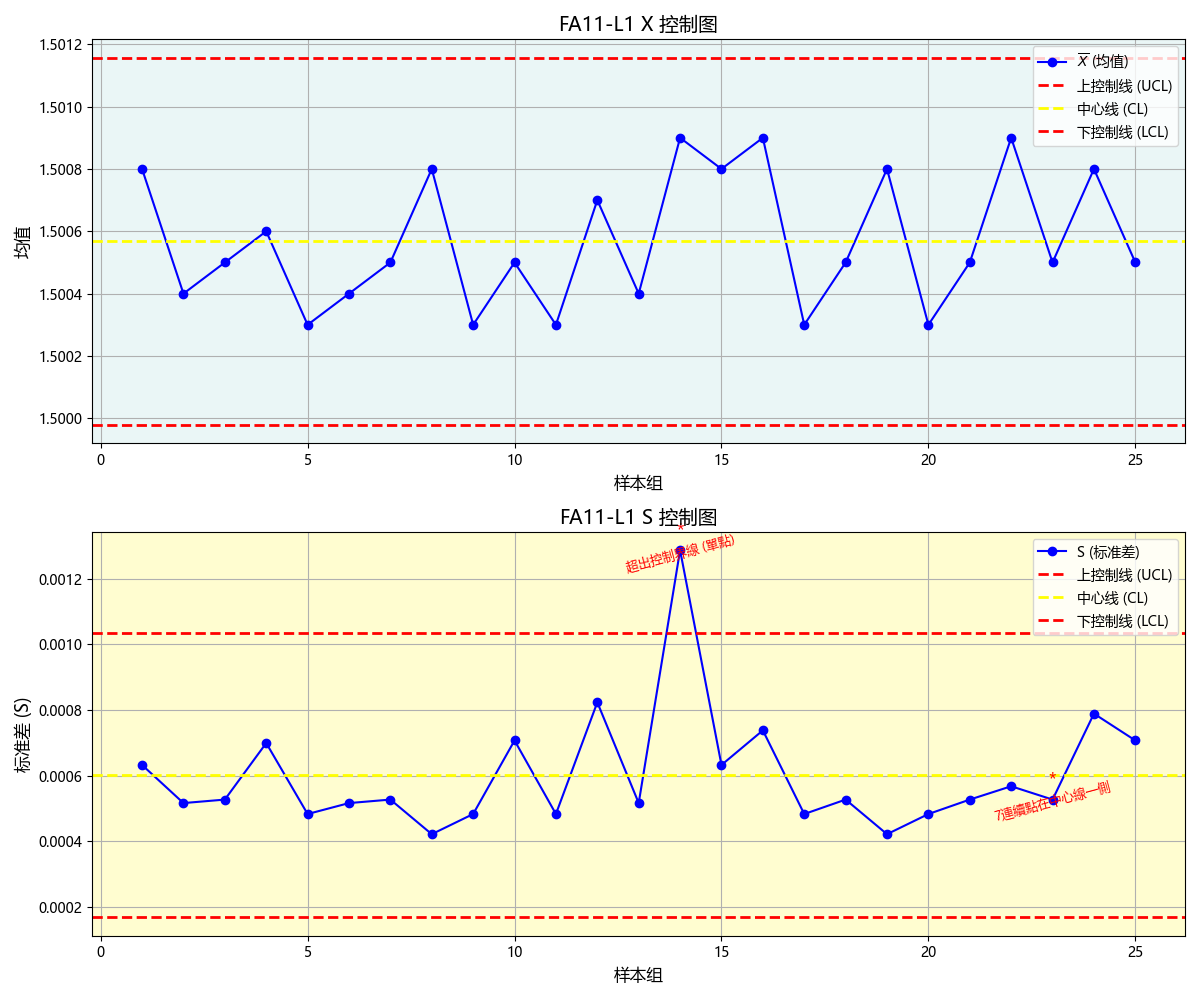 FA11-L1 X 控制图
1.5012
1.5010
1.5008
1.5006
1.5004
1.5002
1.5000
均值
X (均值)
上控制线 (UCL)
中心线 (CL)
下控制线 (LCL)
0 5 10 15 20 25
样本组
FA11-L1 S 控制图
0.0012
0.0010
0.0008
0.0006
0.0004
0.0002
标准差 (S)
*
超出控制界線 (單點)
S (标准差)
上控制线 (UCL)
中心线 (CL)
下控制线 (LCL)
*
7連續點在中心線一側
0 5 10 15 20 25
样本组